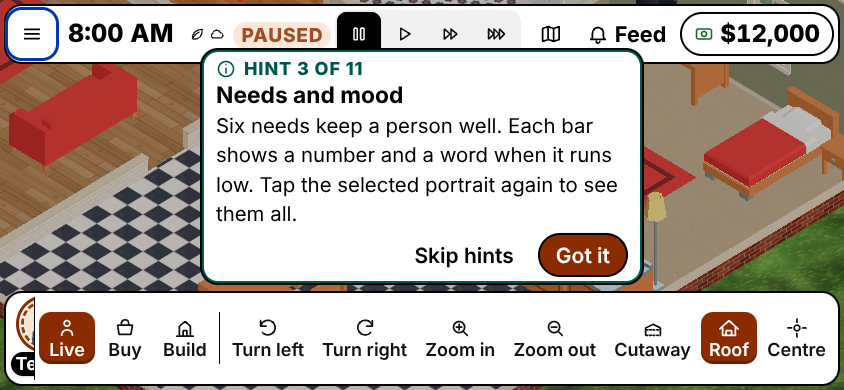 8:00 AM
PAUSED
Feed
$12,000
HINT 3 OF 11
Needs and mood
Six needs keep a person well. Each bar
shows a number and a word when it runs
low. Tap the selected portrait again to see
them all.
Skip hints
Got it
Live
Buy
Build
Turn left
Turn right
Zoom in
Zoom out
Cutaway
Roof
Centre